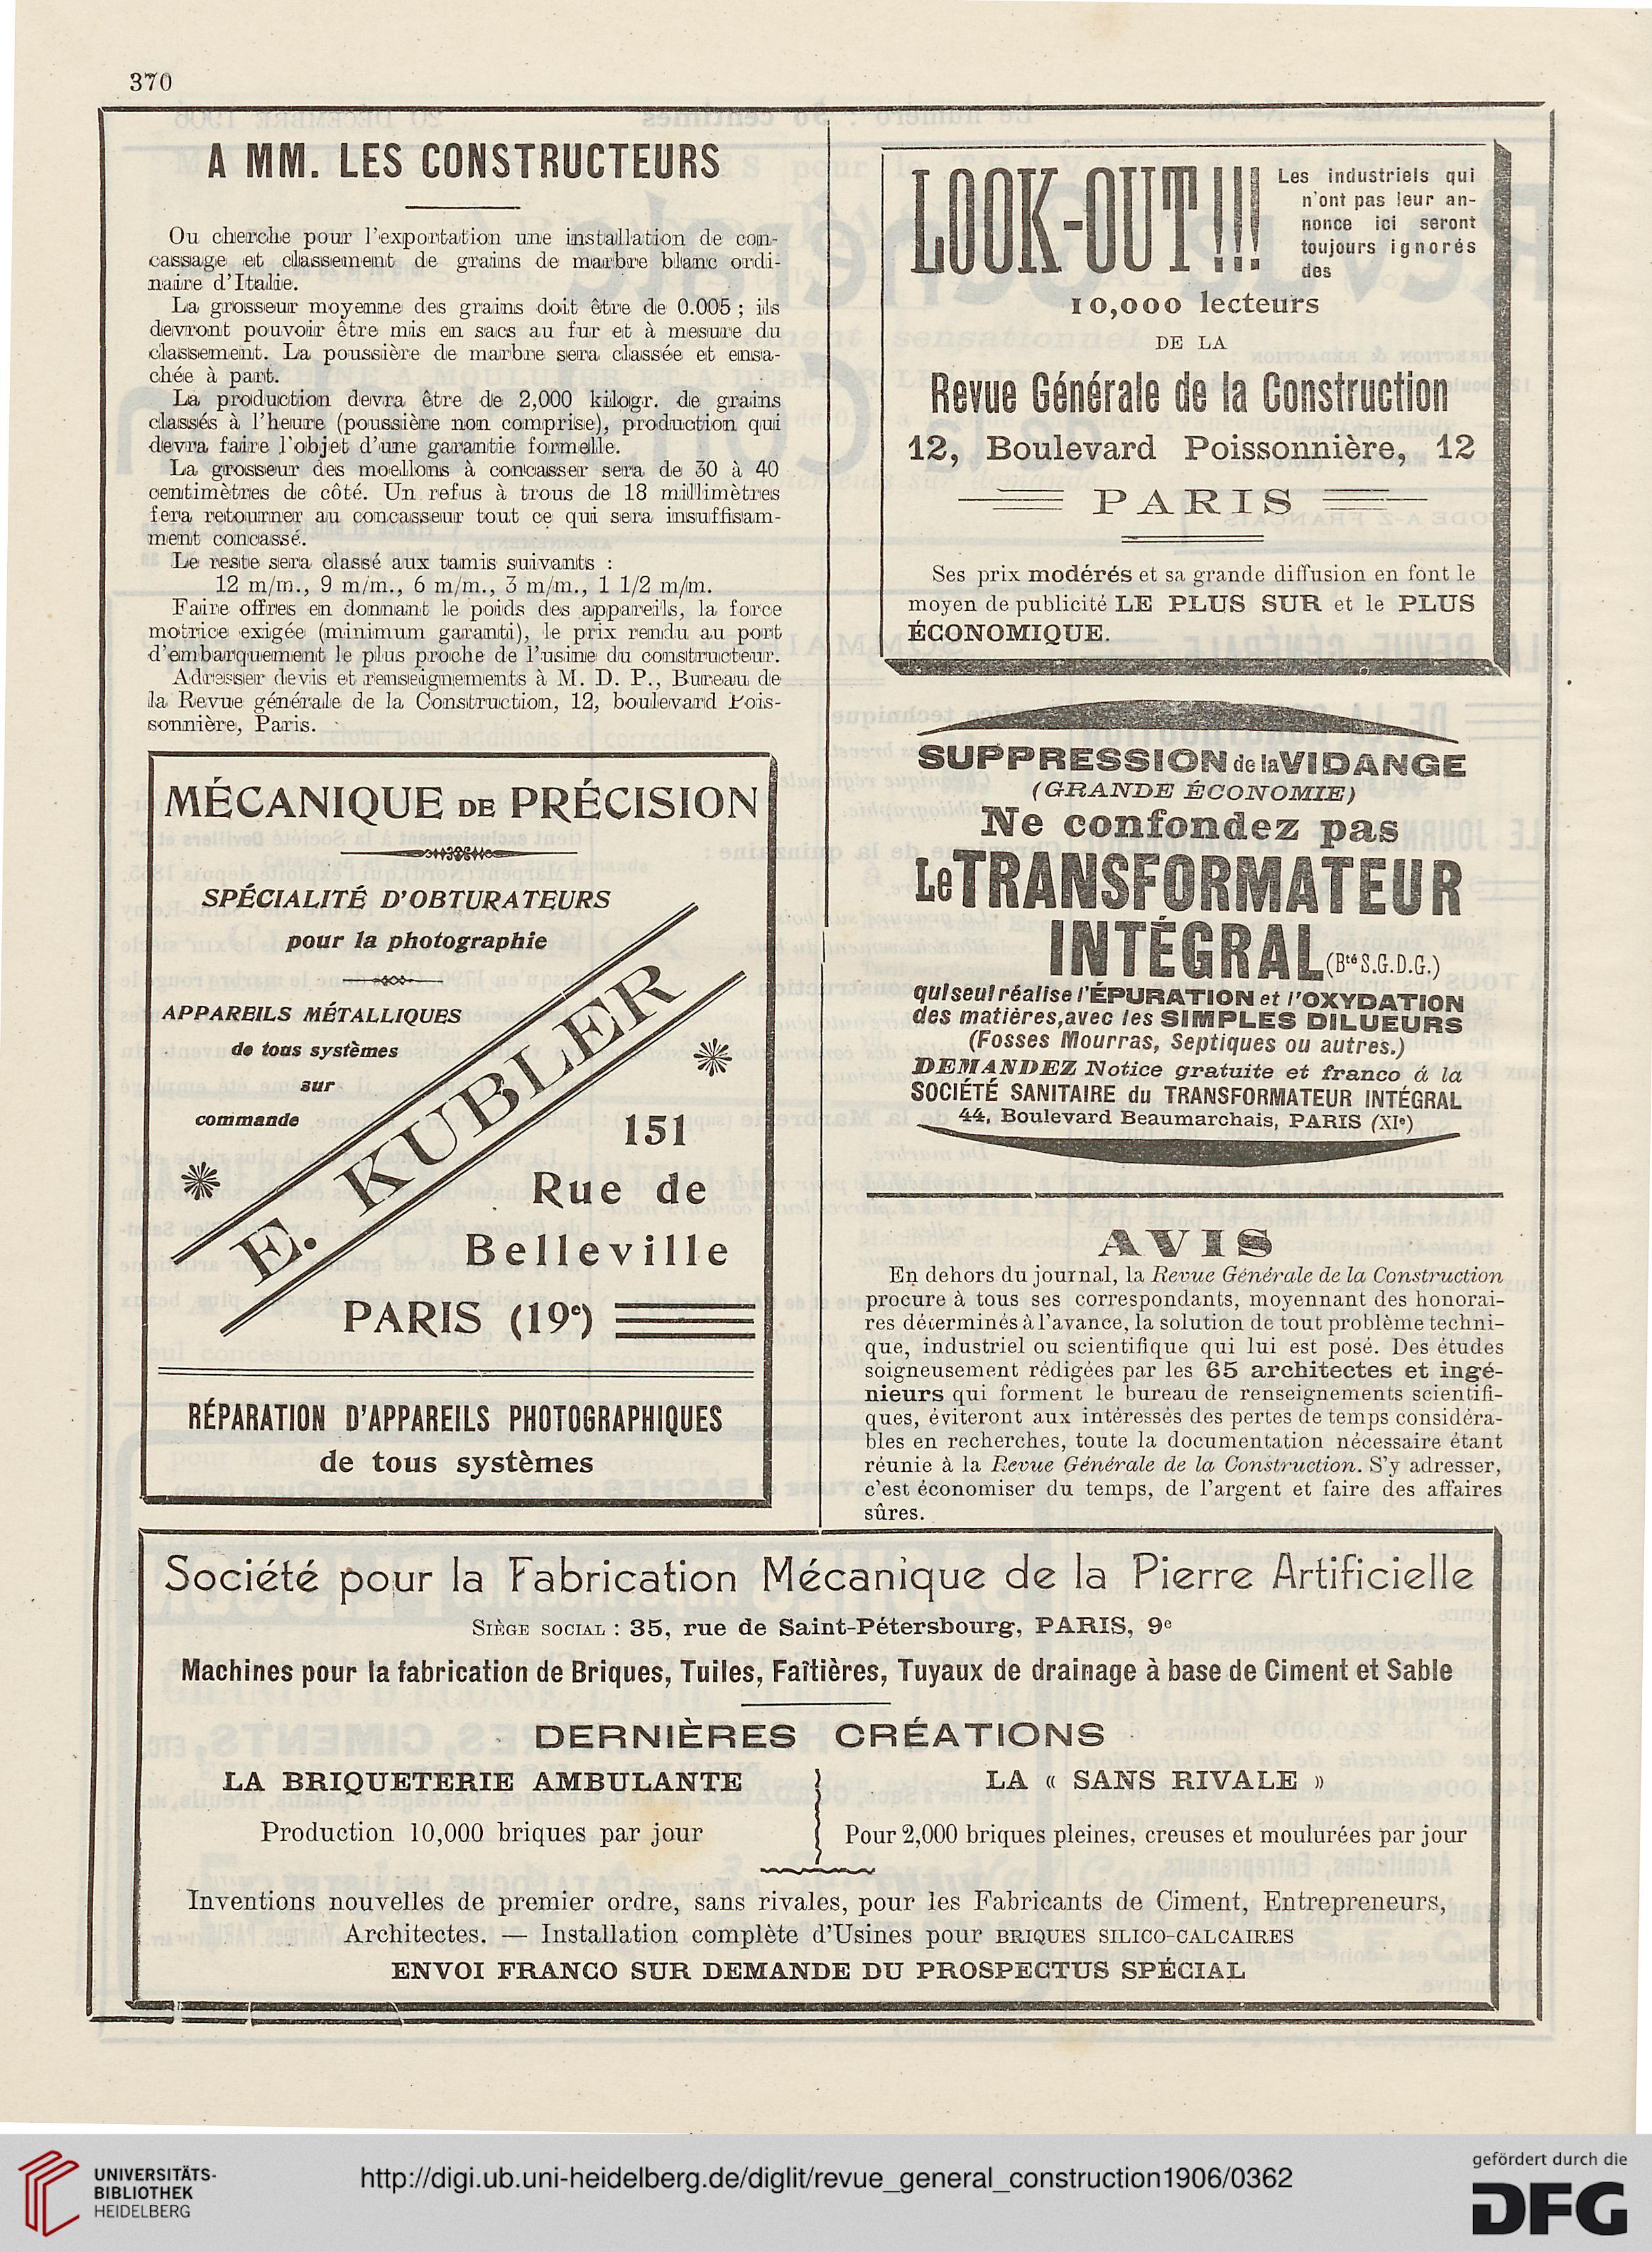 370
A MM. LES CONSTRUCTEURS
Ou cherche pour l'exportation une installation de con-
cassage et classement de grains de marbre blanc ordi-
naire d'Italie.
La grosseur moyenne des grains doit être de 0.005 ; ils
devront pouvoir être mis en sacs au fur et à mesure du
classement. La poussière de marbre sera classée et ensa-
chée à part.
La production devra être de 2,000 kilogr. de grains
classés à l'heure (poussière non comprise), production qui
devra faire l'objet d'une garantie formelle.
La grosseur des moellons à concasser sera de 30 à 40
centimètres de côté. Un refus à trous de 18 millimètres
fera retourner au concasseur tout ce qui sera insuffisam-
ment concassé.
Le reste sera classé aux tamis suivants :
12 m/m., 9 m/m., 6 m/m., 3 m/m., 1 1/2 m/m.
Faire offres en donnant le poids des appareils, la force
motrice exigée (minimum garanti), le prix rendu au port
d'embarquement le plus proche de l'usine du constructeur.
Adresser devis et renseignements à M. D. P., Bureau de
la Revue générale de la Construction, 12, boulevard Pois-
sonnière, Paris.
MÉCANIQUE DE PRÉCISION
SPÉCIALITÉ D'OBTURATEURS
pour la photographie
APPAREILS MÉTALLIQUES
de tous systèmes
sur
commande
E. KUBLER
151
Rue de
Belleville
PARIS (19e)
RÉPARATION D'APPAREILS PHOTOGRAPHIQUES
de tous systèmes
LOOK-OUT!!!
Les industriels qui
n'ont pas leur an-
nonce ici seront
toujours ignorés
des
10,000 lecteurs
DE LA
Revue Générale de la Construction
12, Boulevard Poissonnière, 12
PARIS
Ses prix modérés et sa grande diffusion en font le
moyen de publicité LE PLUS SUR et le PLUS
ÉCONOMIQUE.
SUPPRESSION de la VIDANGE
(GRANDE ÉCONOMIE)
Ne confondez pas
Le TRANSFORMATEUR
INTÉGRAL (Bté S.G.D.G.)
qui seul réalise l'ÉPURATION et l'OXYDATION
des matières, avec les SIMPLES DILUEURS
(Fosses Mourras, Septiques ou autres.)
DEMANDEZ Notice gratuite et franco à la
SOCIÉTÉ SANITAIRE du TRANSFORMATEUR INTÉGRAL
44, Boulevard Beaumarchais, PARIS (XIe)
AVIS
En dehors du journal, la Revue Générale de la Construction
procure à tous ses correspondants, moyennant des honorai-
res déterminés à l'avance, la solution de tout problème techni-
que, industriel ou scientifique qui lui est posé. Des études
soigneusement rédigées par les 65 architectes et ingé-
nieurs qui forment le bureau de renseignements scientifi-
ques, éviteront aux intéressés des pertes de temps considéra-
bles en recherches, toute la documentation nécessaire étant
réunie à la Revue Générale de la Construction. S'y adresser,
c'est économiser du temps, de l'argent et faire des affaires
sûres.
Société pour la Fabrication Mécanique de la Pierre Artificielle
SIÈGE SOCIAL : 35, rue de Saint-Pétersbourg, PARIS, 9e
Machines pour la fabrication de Briques, Tuiles, Faîtières, Tuyaux de drainage à base de Ciment et Sable
DERNIÈRES CRÉATIONS
LA BRIQUETERIE AMBULANTE
Production 10,000 briques par jour
LA « SANS RIVALE »
Pour 2,000 briques pleines, creuses et moulurées par jour
Inventions nouvelles de premier ordre, sans rivales, pour les Fabricants de Ciment, Entrepreneurs,
Architectes. — Installation complète d'Usines pour BRIQUES SILICO-CALCAIRES
ENVOI FRANCO SUR DEMANDE DU PROSPECTUS SPÉCIAL
UNIVERSITÄTS-
BIBLIOTHEK
HEIDELBERG
http://digi.ub.uni-heidelberg.de/diglit/revue_general_construction1906/0362
gefördert durch die
DFG